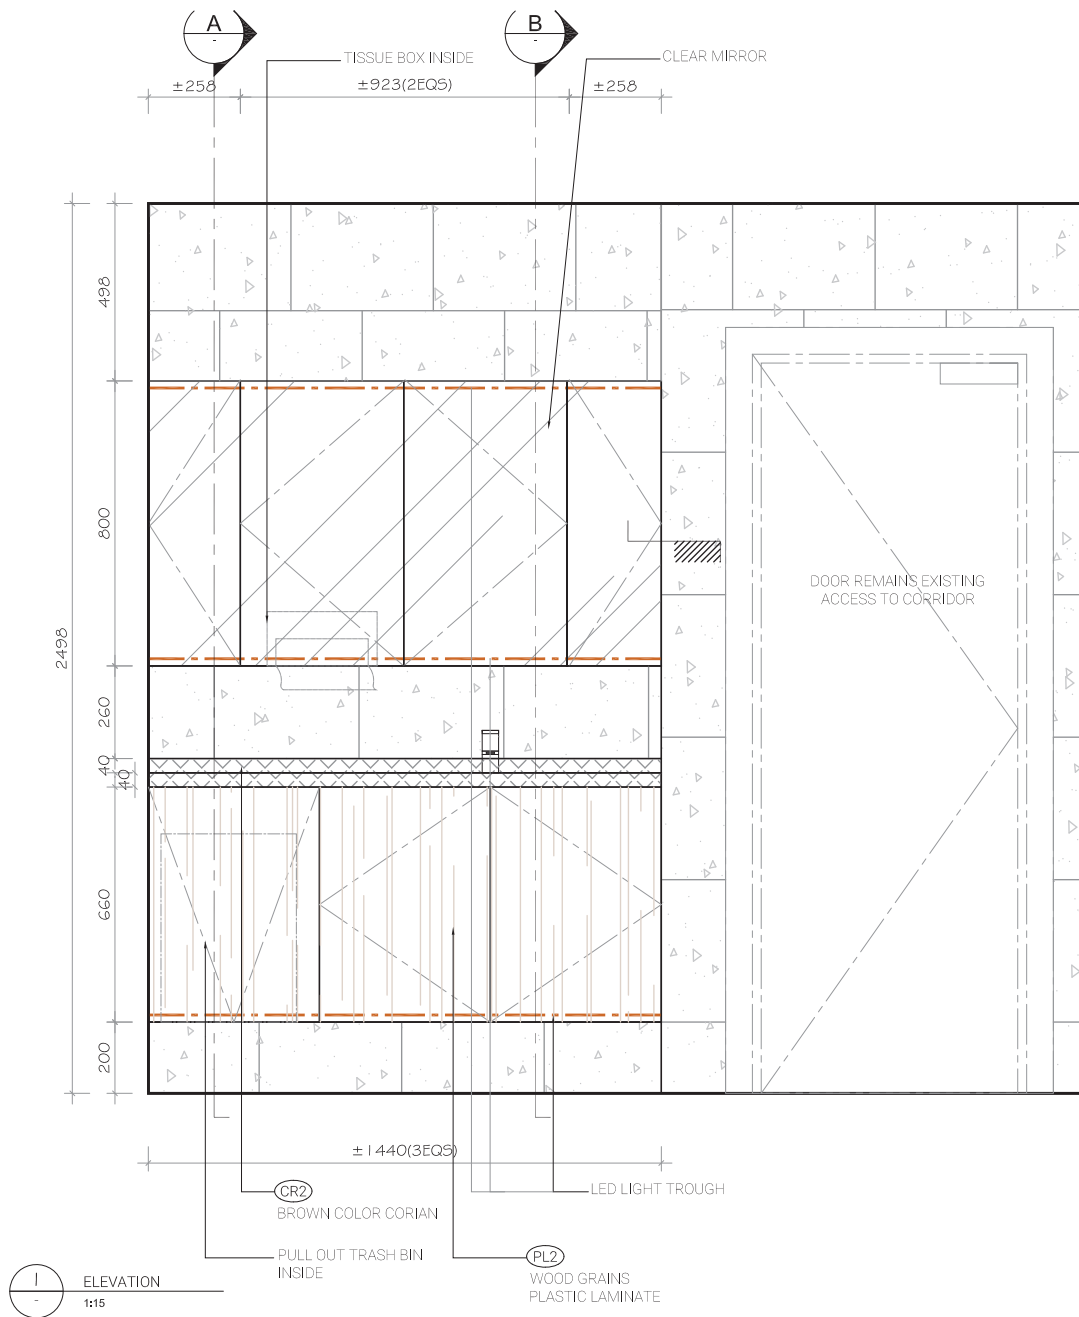 A
-
B
-
TISSUE BOX INSIDE
CLEAR MIRROR
±258
±923(2EQS)
±258
498
800
2498
260
40
40
660
200
DOOR REMAINS EXISTING
ACCESS TO CORRIDOR
±1440(3EQS)
CR2
BROWN COLOR CORIAN
LED LIGHT TROUGH
PULL OUT TRASH BIN
INSIDE
PL2
WOOD GRAINS
PLASTIC LAMINATE
1
-
ELEVATION
1:15